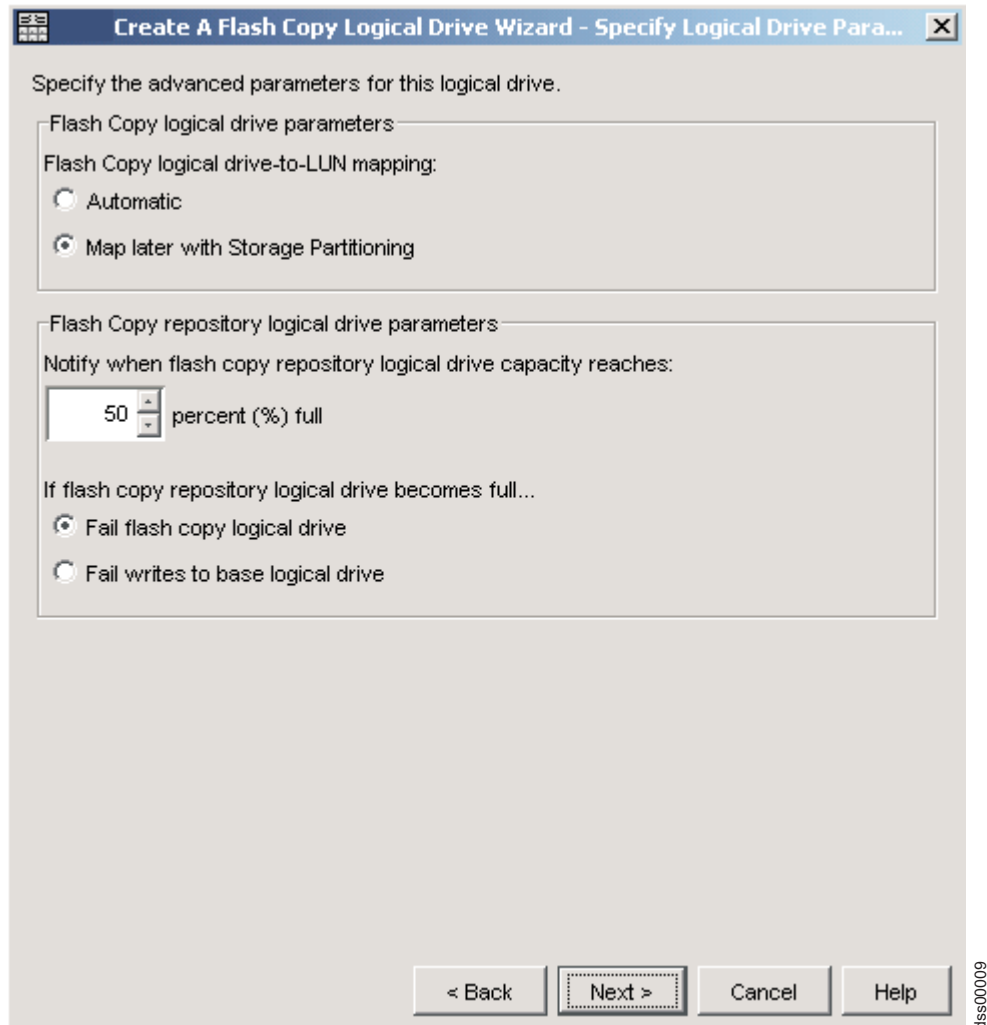 Create A Flash Copy Logical Drive Wizard - Specify Logical Drive Para...
Specify the advanced parameters for this logical drive.
Flash Copy logical drive parameters
Flash Copy logical drive-to-LUN mapping:
Automatic
Map later with Storage Partitioning
Flash Copy repository logical drive parameters
Notify when flash copy repository logical drive capacity reaches:
50 percent (%) full
If flash copy repository logical drive becomes full...
Fail flash copy logical drive
Fail writes to base logical drive
< Back Next > Cancel Help
dss00009